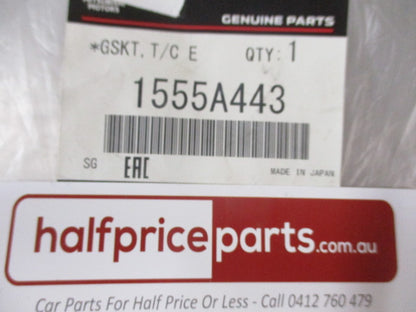 MOTORS
GENUINE PARTS
*GSKT, T/C E QTY: 1
1555A443
SG EAC MADE IN JAPAN
halfpriceparts.com.au
Car Parts For Half Price Or Less - Call 0412 760 479